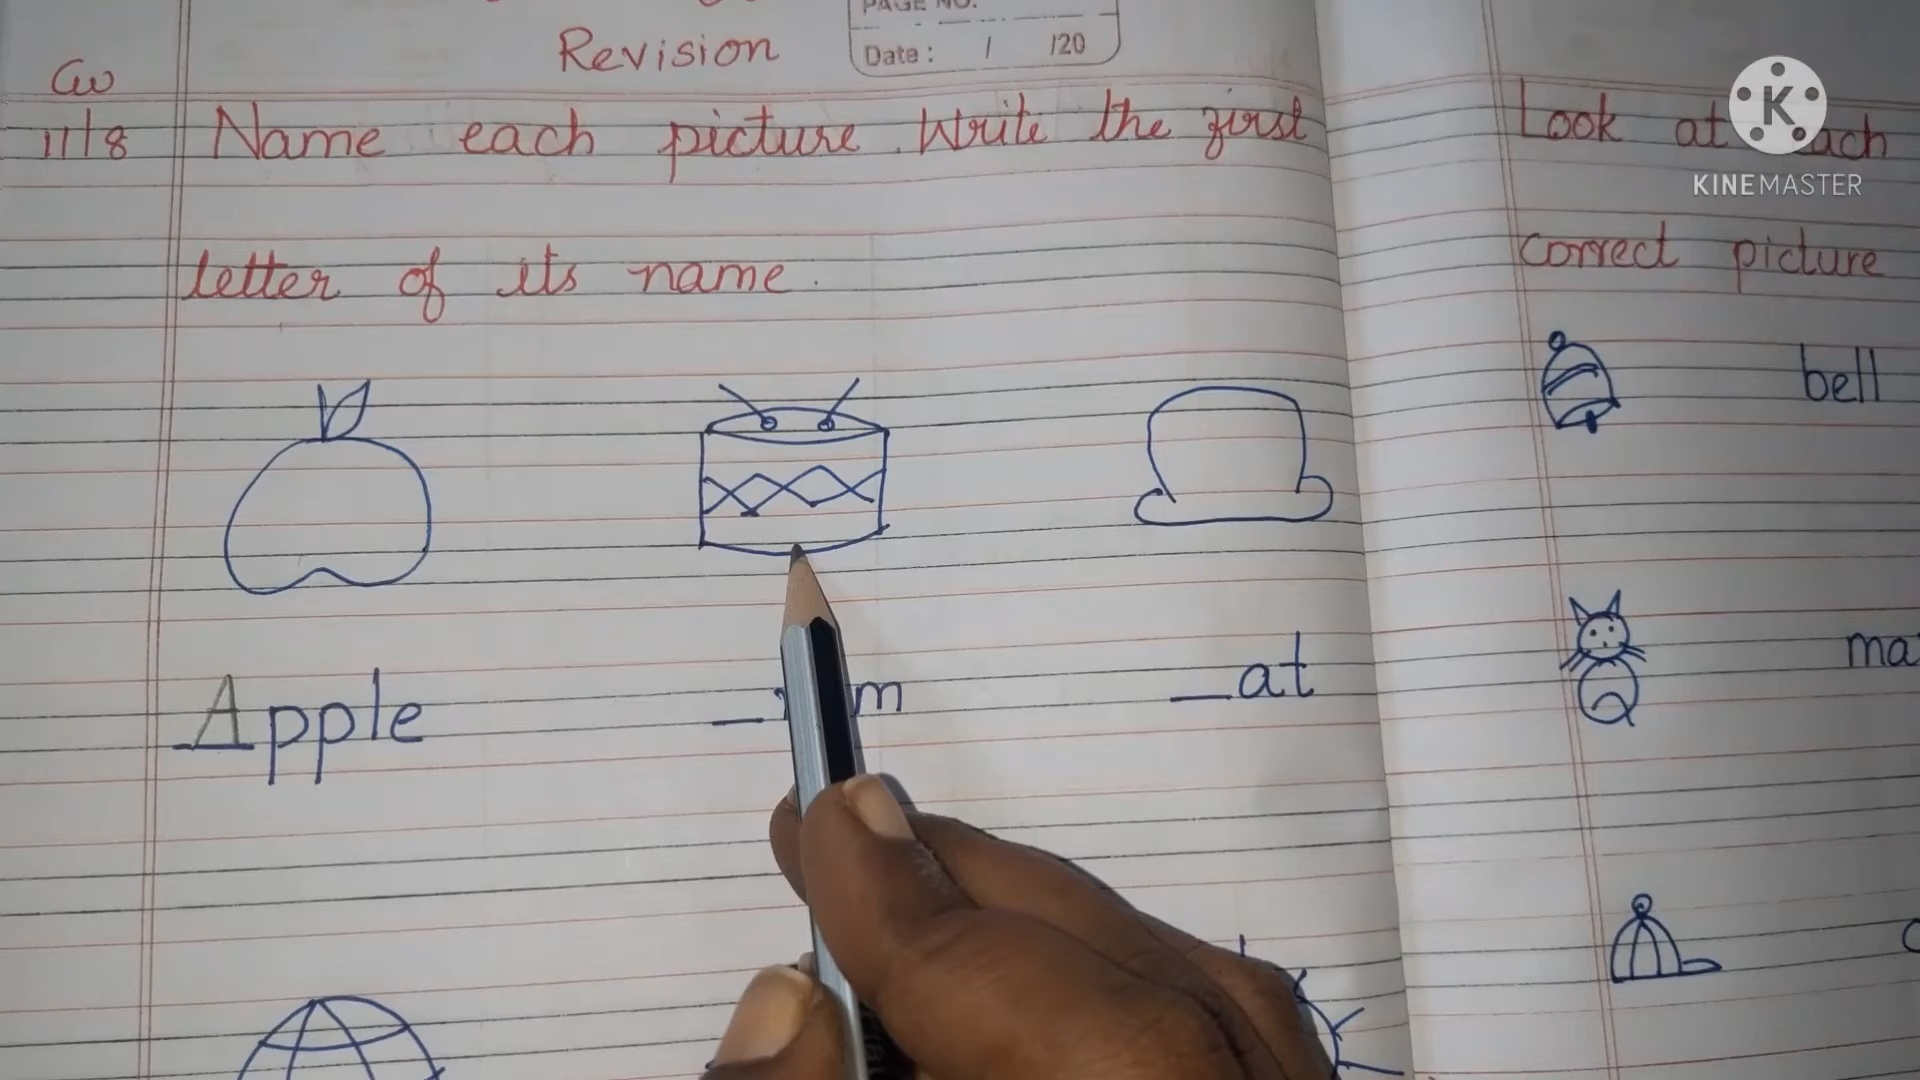 PAGE NO.
Revision
Date : / /20
CW
11/8
Name each picture. Write the first
letter of its name.
Apple
_at
Look at each
correct picture
bell
KINEMASTER